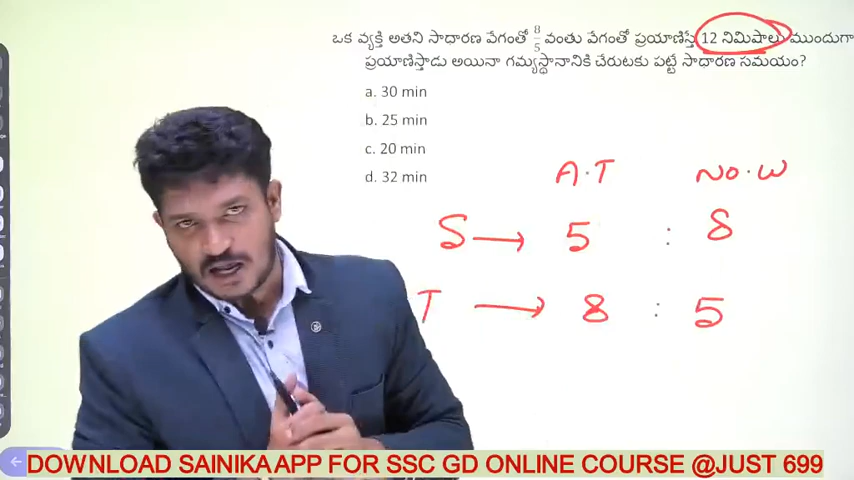 ఒక వ్యక్తి అతని సాధారణ వేగంతో 8/5 వంతు వేగంతో ప్రయాణిస్తే 12 నిమిషాలు ముందుగా
ప్రయాణిస్తాడు అయినా గమ్యస్థానానికి చేరుటకు పట్టే సాధారణ సమయం?
a. 30 min
b. 25 min
c. 20 min
d. 32 min
A.T No.W
S → 5 : 8
T → 8 : 5
DOWNLOAD SAINIKA APP FOR SSC GD ONLINE COURSE @JUST 699